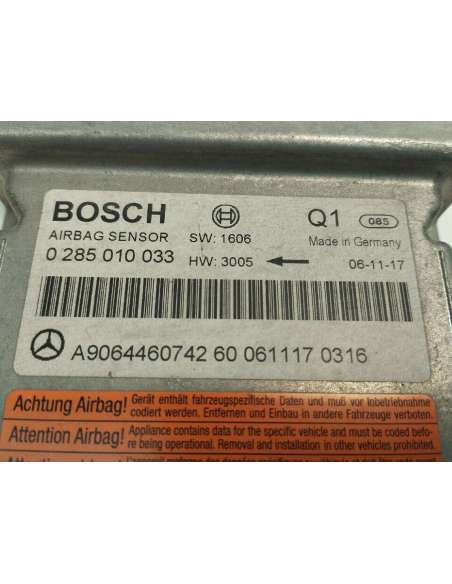 BOSCH
Q1
085
AIRBAG SENSOR
SW: 1606
Made in Germany
0 285 010 033
HW: 3005
06-11-17
A9064460742 60 061117 0316
Achtung Airbag!
Gerät enthält fahrzeugspezifische Daten und muß vor Inbetriebnahme
codiert werden. Entfernen und Einbau in andere Fahrzeuge verboten.
Attention Airbag!
Appliance contains data for the specific vehicle and must be coded befo-
re being operational. Removal and installation in other vehicles prohibited.